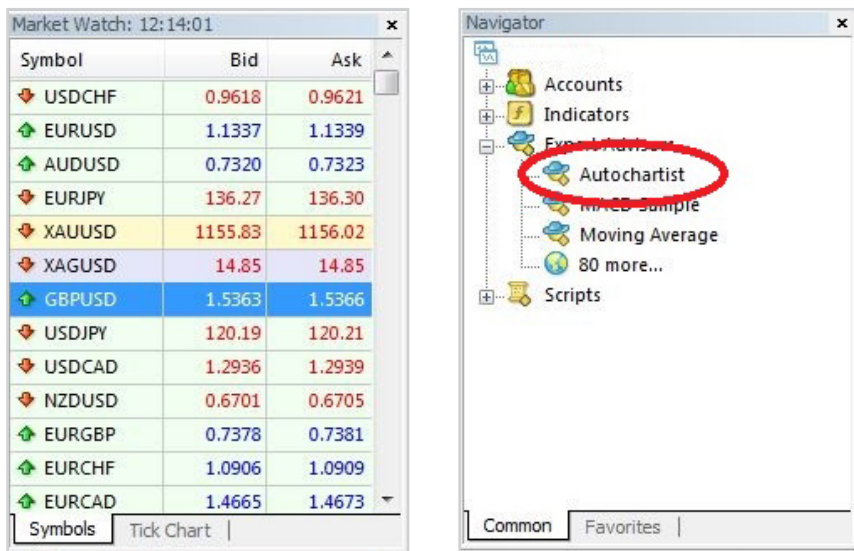 Market Watch: 12:14:01
Symbol Bid Ask
USDCHF 0.9618 0.9621
EURUSD 1.1337 1.1339
AUDUSD 0.7320 0.7323
EURJPY 136.27 136.30
XAUUSD 1155.83 1156.02
XAGUSD 14.85 14.85
GBPUSD 1.5363 1.5366
USDJPY 120.19 120.21
USDCAD 1.2936 1.2939
NZDUSD 0.6701 0.6705
EURGBP 0.7378 0.7381
EURCHF 1.0906 1.0909
EURCAD 1.4665 1.4673
Symbols Tick Chart
Navigator
Accounts
Indicators
Expert Advisors
Autochartist
MACD Sample
Moving Average
80 more...
Scripts
Common Favorites